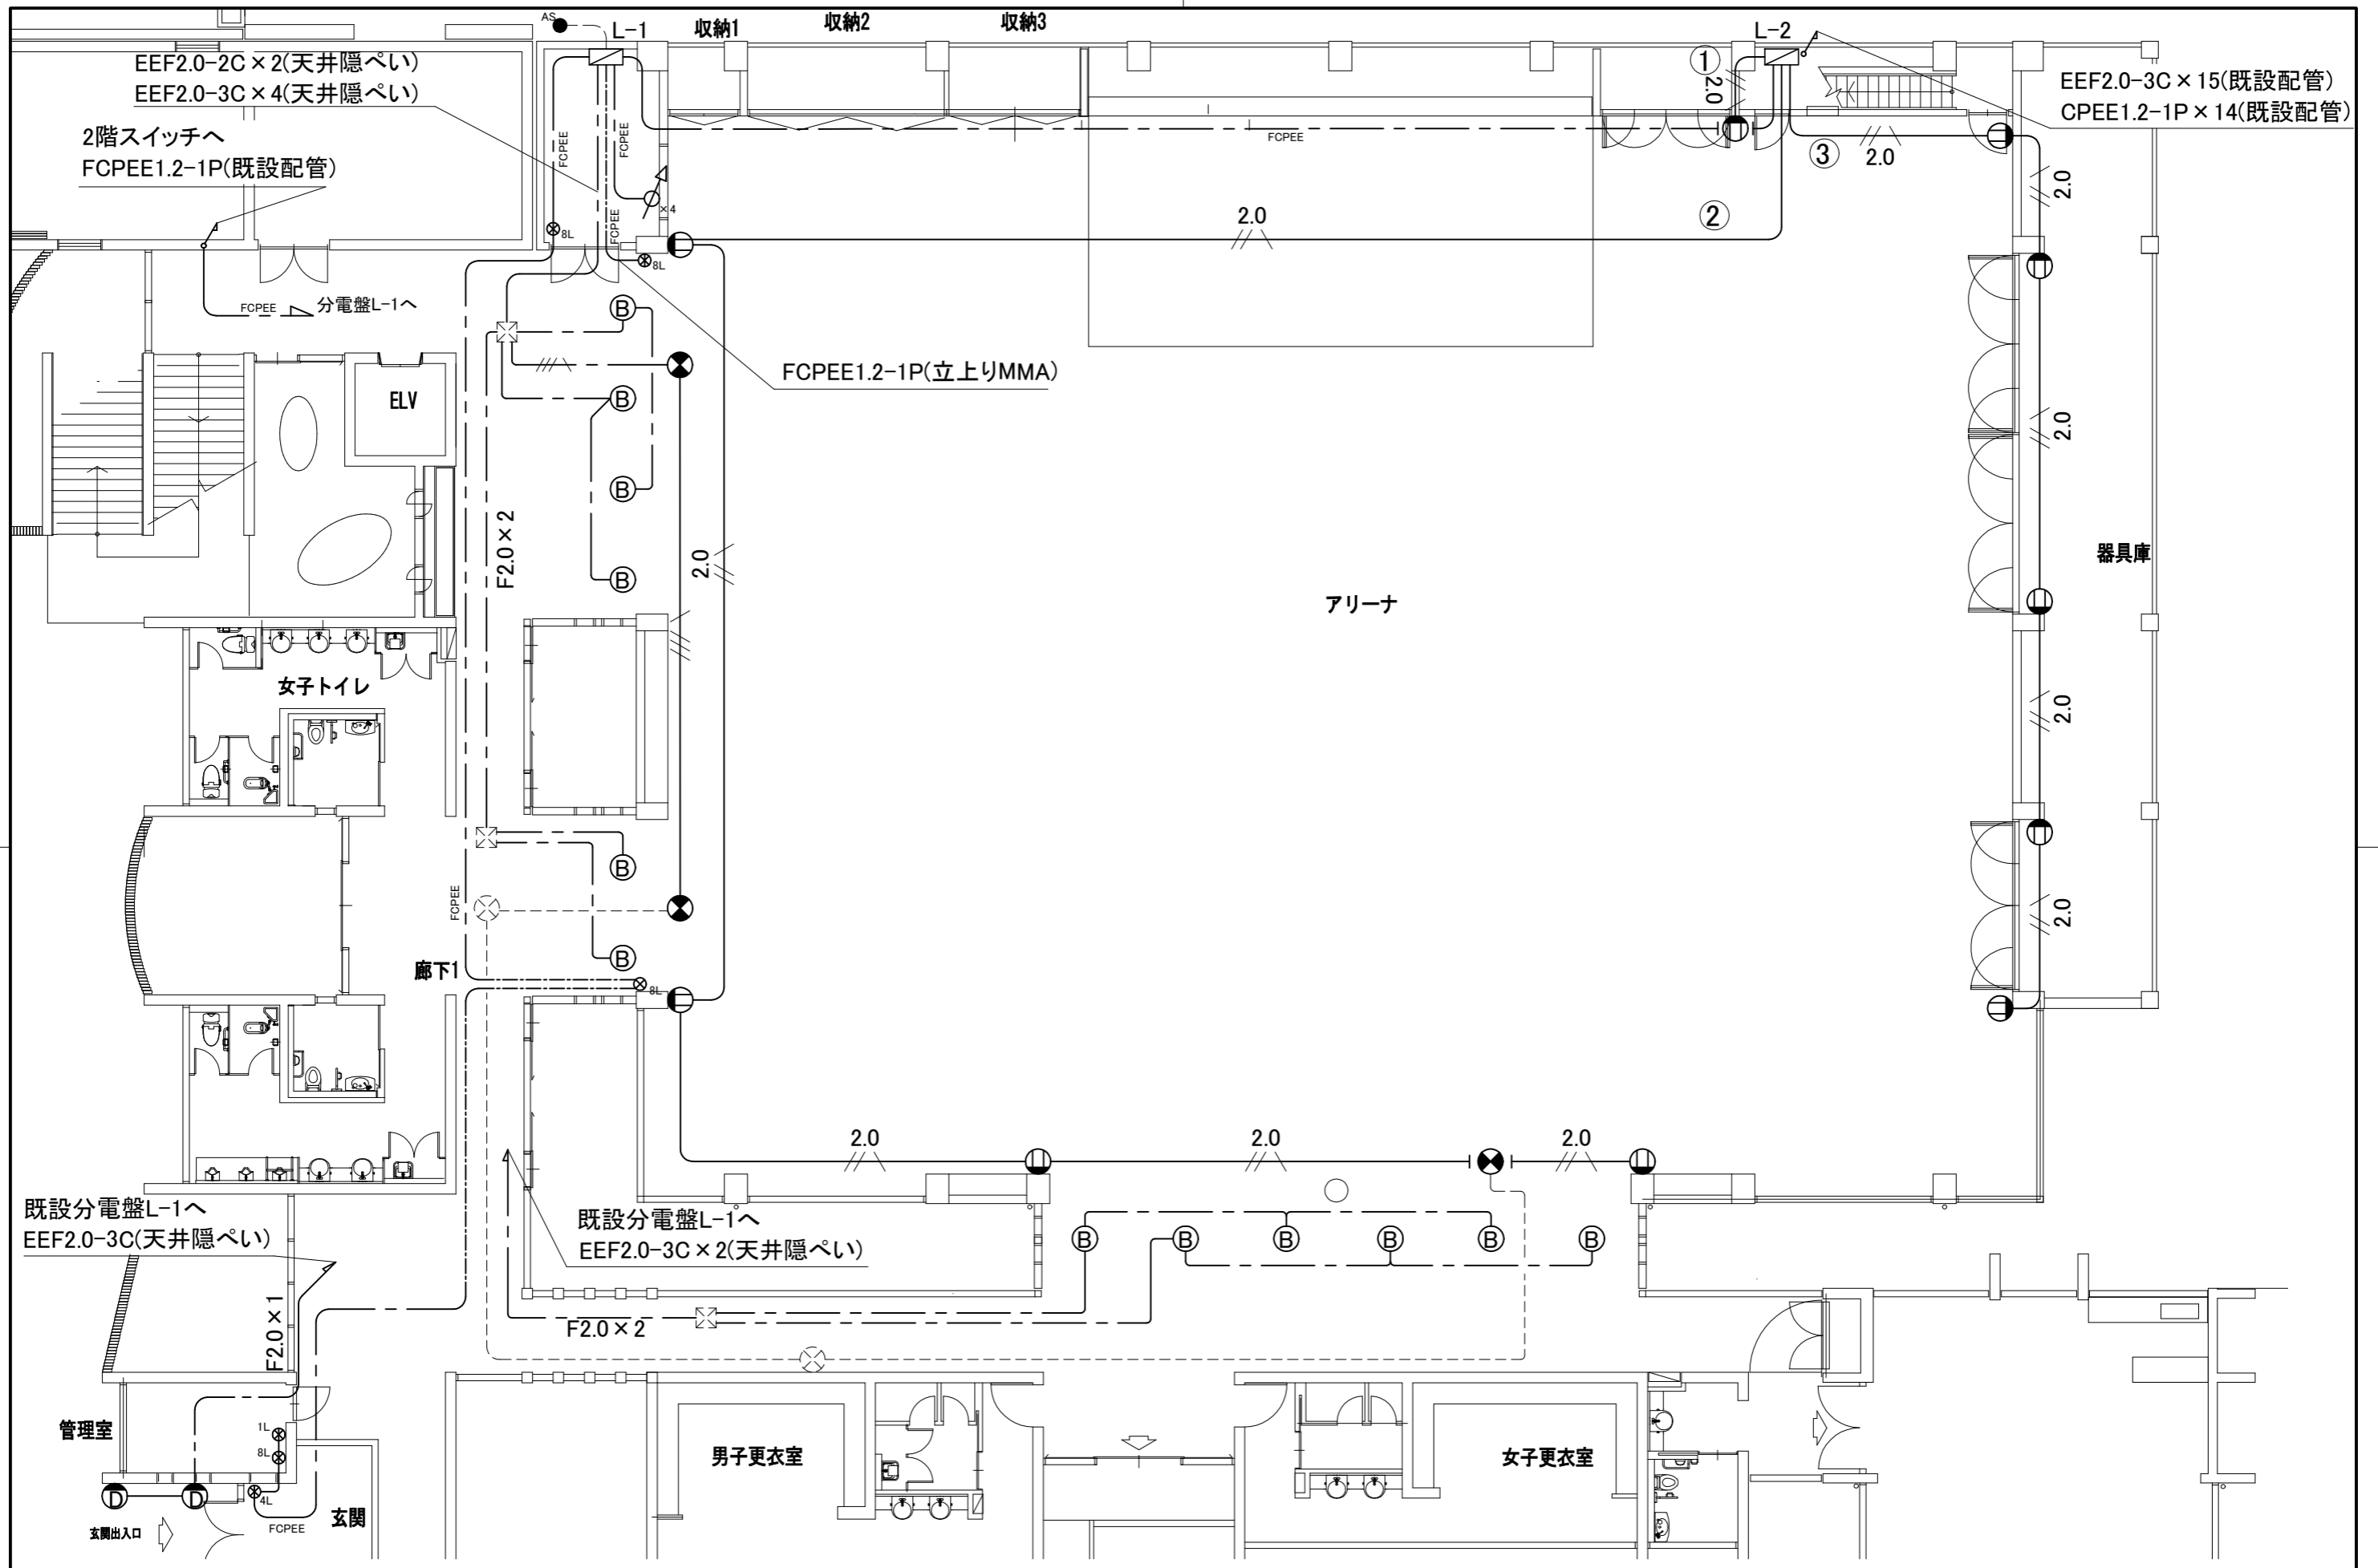 AS
L-1
収納1
収納2
収納3
L-2
EEF2.0-2C×2(天井隠ぺい)
EEF2.0-3C×4(天井隠ぺい)
①
2.0
EEF2.0-3C×15(既設配管)
CPEE1.2-1P×14(既設配管)
2階スイッチへ
FCPEE1.2-1P(既設配管)
FCPEE
FCPEE
FCPEE
③
2.0
2.0
×4
FCPEE
8L
8L
2.0
②
FCPEE
分電盤L-1へ
B
FCPEE1.2-1P(立上りMMA)
ELV
B
2.0
B
F2.0×2
2.0
B
器具庫
アリーナ
女子トイレ
2.0
B
FCPEE
2.0
B
廊下1
8L
2.0
2.0
2.0
既設分電盤L-1へ
EEF2.0-3C(天井隠ぺい)
既設分電盤L-1へ
EEF2.0-3C×2(天井隠ぺい)
B
B
B
B
B
B
F2.0×1
F2.0×2
管理室
1L
8L
男子更衣室
女子更衣室
D
D
4L
玄関
FCPEE
玄関出入口